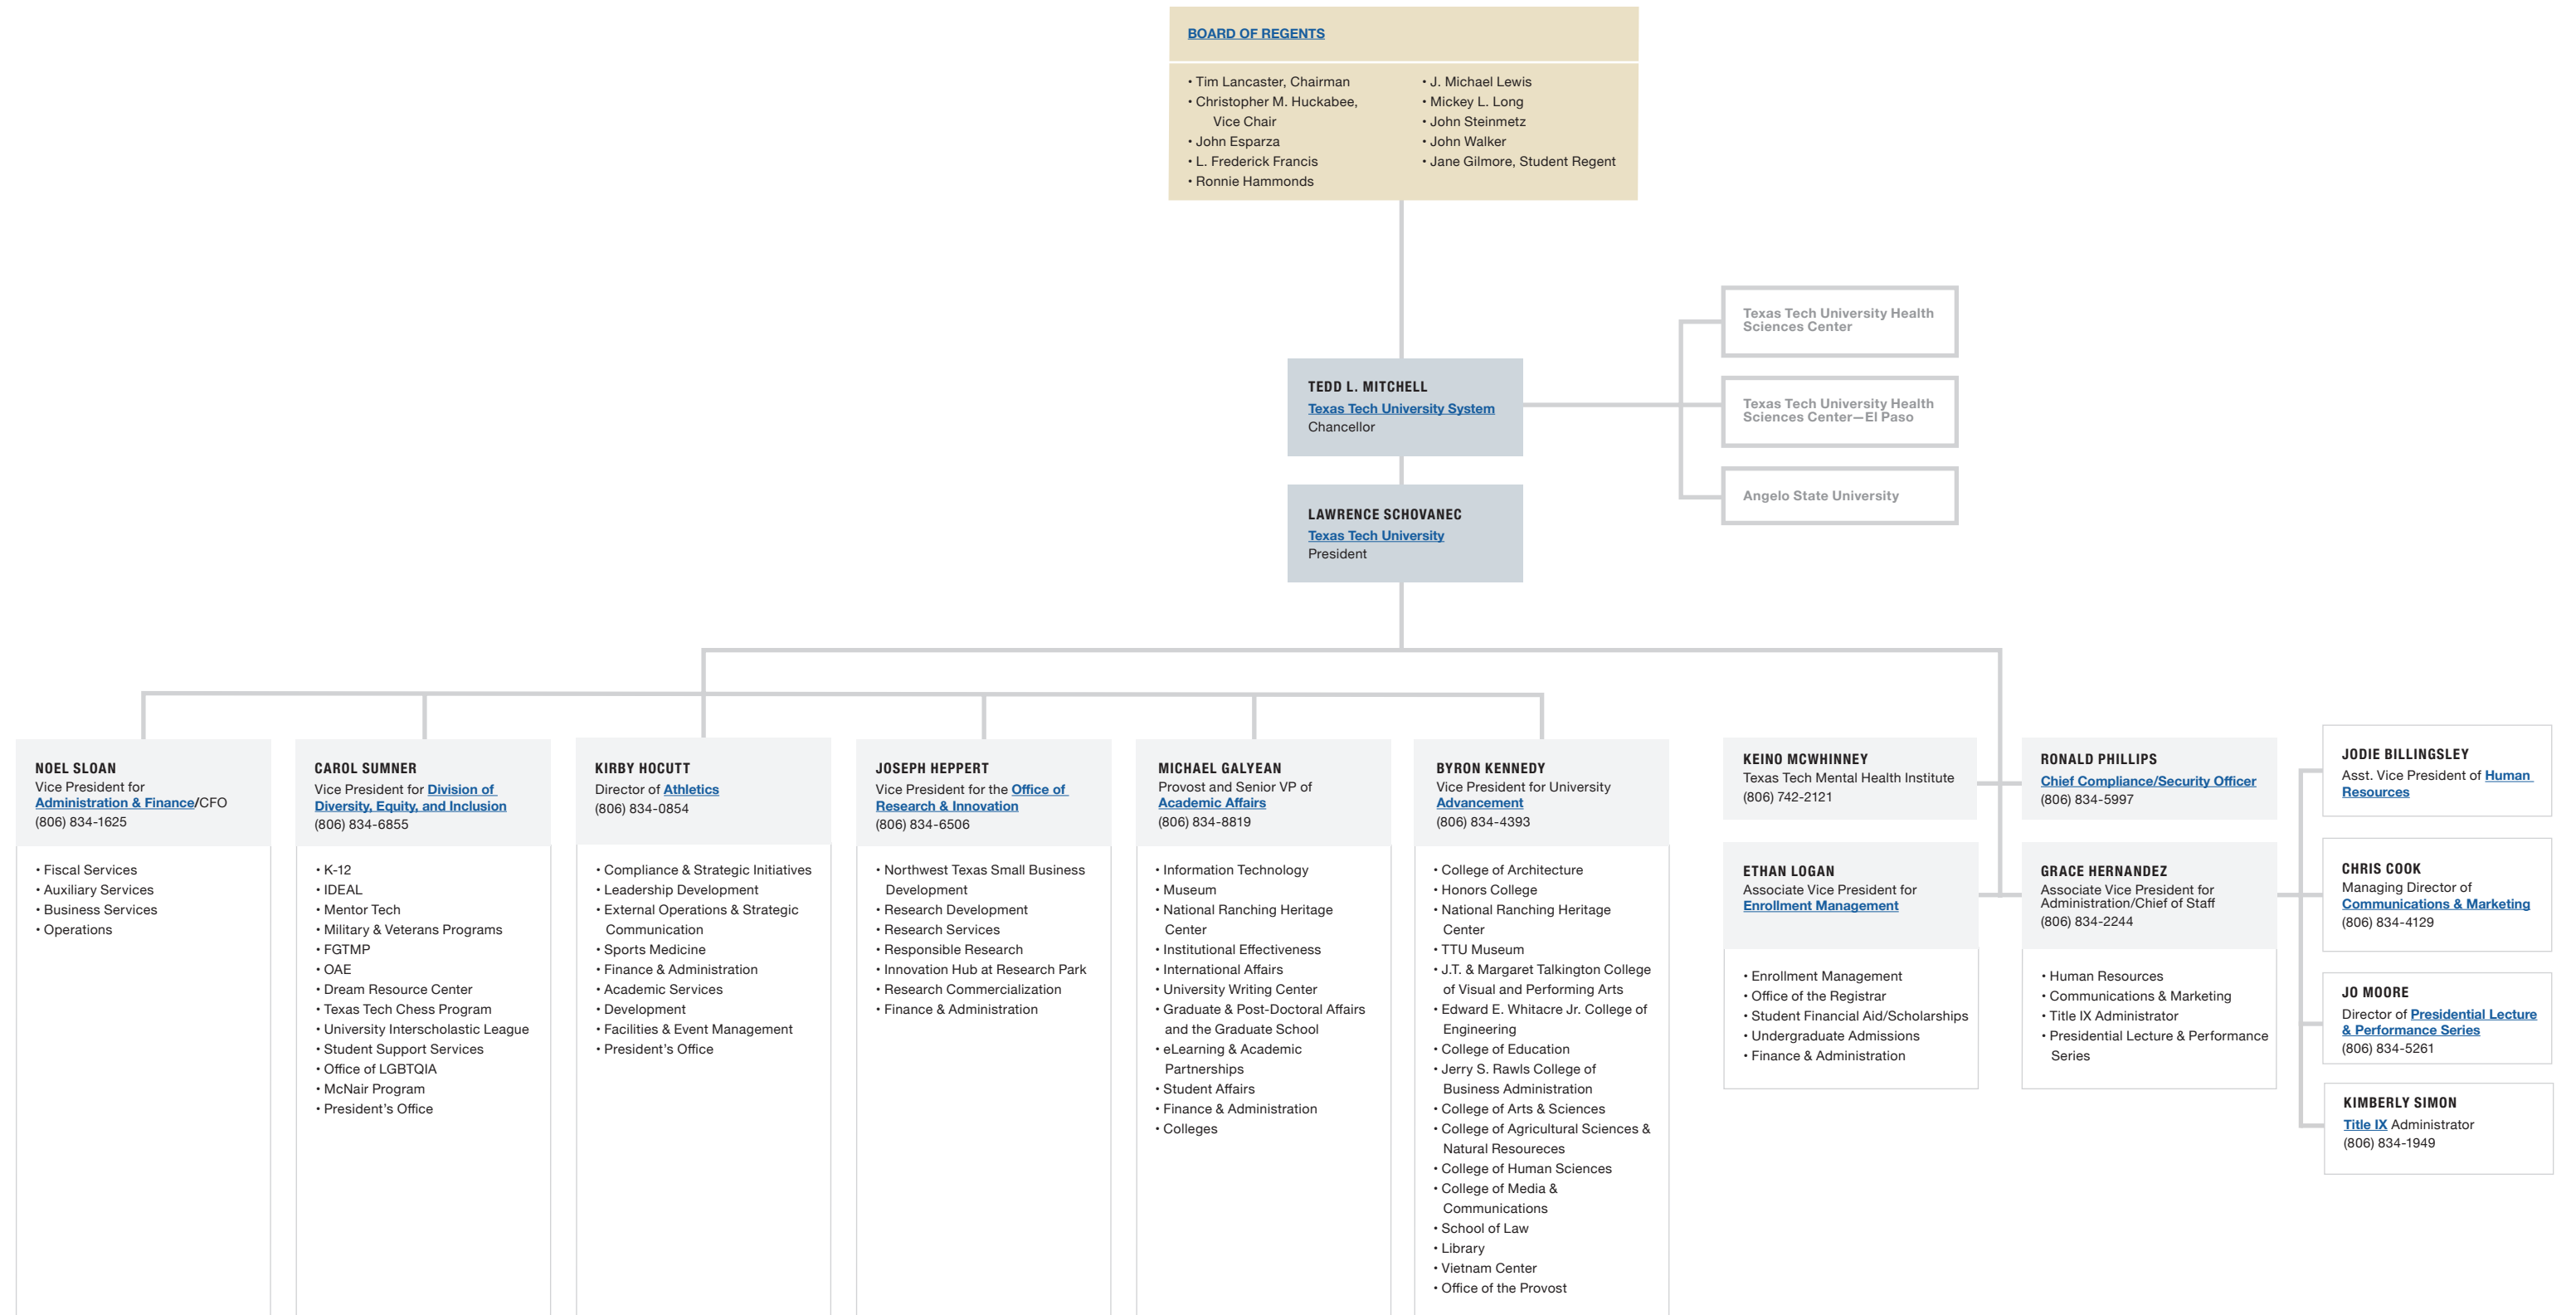 BOARD OF REGENTS
• Tim Lancaster, Chairman
• Christopher M. Huckabee,
Vice Chair
• John Esparza
• L. Frederick Francis
• Ronnie Hammonds
• J. Michael Lewis
• Mickey L. Long
• John Steinmetz
• John Walker
• Jane Gilmore, Student Regent
TEDD L. MITCHELL
Texas Tech University System
Chancellor
Texas Tech University Health
Sciences Center
Texas Tech University Health
Sciences Center—El Paso
Angelo State University
LAWRENCE SCHOVANEC
Texas Tech University
President
NOEL SLOAN
Vice President for
Administration & Finance/CFO
(806) 834-1625
• Fiscal Services
• Auxiliary Services
• Business Services
• Operations
CAROL SUMNER
Vice President for Division of
Diversity, Equity, and Inclusion
(806) 834-6855
• K-12
• IDEAL
• Mentor Tech
• Military & Veterans Programs
• FGTMP
• OAE
• Dream Resource Center
• Texas Tech Chess Program
• University Interscholastic League
• Student Support Services
• Office of LGBTQIA
• McNair Program
• President's Office
KIRBY HOCUTT
Director of Athletics
(806) 834-0854
• Compliance & Strategic Initiatives
• Leadership Development
• External Operations & Strategic
Communication
• Sports Medicine
• Finance & Administration
• Academic Services
• Development
• Facilities & Event Management
• President's Office
JOSEPH HEPPERT
Vice President for the Office of
Research & Innovation
(806) 834-6506
• Northwest Texas Small Business
Development
• Research Development
• Research Services
• Responsible Research
• Innovation Hub at Research Park
• Research Commercialization
• Finance & Administration
MICHAEL GALYEAN
Provost and Senior VP of
Academic Affairs
(806) 834-8819
• Information Technology
• Museum
• National Ranching Heritage
Center
• Institutional Effectiveness
• International Affairs
• University Writing Center
• Graduate & Post-Doctoral Affairs
and the Graduate School
• eLearning & Academic
Partnerships
• Student Affairs
• Finance & Administration
• Colleges
BYRON KENNEDY
Vice President for University
Advancement
(806) 834-4393
• College of Architecture
• Honors College
• National Ranching Heritage
Center
• TTU Museum
• J.T. & Margaret Talkington College
of Visual and Performing Arts
• Edward E. Whitacre Jr. College of
Engineering
• College of Education
• Jerry S. Rawls College of
Business Administration
• College of Arts & Sciences
• College of Agricultural Sciences &
Natural Resoureces
• College of Human Sciences
• College of Media &
Communications
• School of Law
• Library
• Vietnam Center
• Office of the Provost
KEINO MCWHINNEY
Texas Tech Mental Health Institute
(806) 742-2121
RONALD PHILLIPS
Chief Compliance/Security Officer
(806) 834-5997
ETHAN LOGAN
Associate Vice President for
Enrollment Management
• Enrollment Management
• Office of the Registrar
• Student Financial Aid/Scholarships
• Undergraduate Admissions
• Finance & Administration
GRACE HERNANDEZ
Associate Vice President for
Administration/Chief of Staff
(806) 834-2244
• Human Resources
• Communications & Marketing
• Title IX Administrator
• Presidential Lecture & Performance
Series
JODIE BILLINGSLEY
Asst. Vice President of Human
Resources
CHRIS COOK
Managing Director of
Communications & Marketing
(806) 834-4129
JO MOORE
Director of Presidential Lecture
& Performance Series
(806) 834-5261
KIMBERLY SIMON
Title IX Administrator
(806) 834-1949